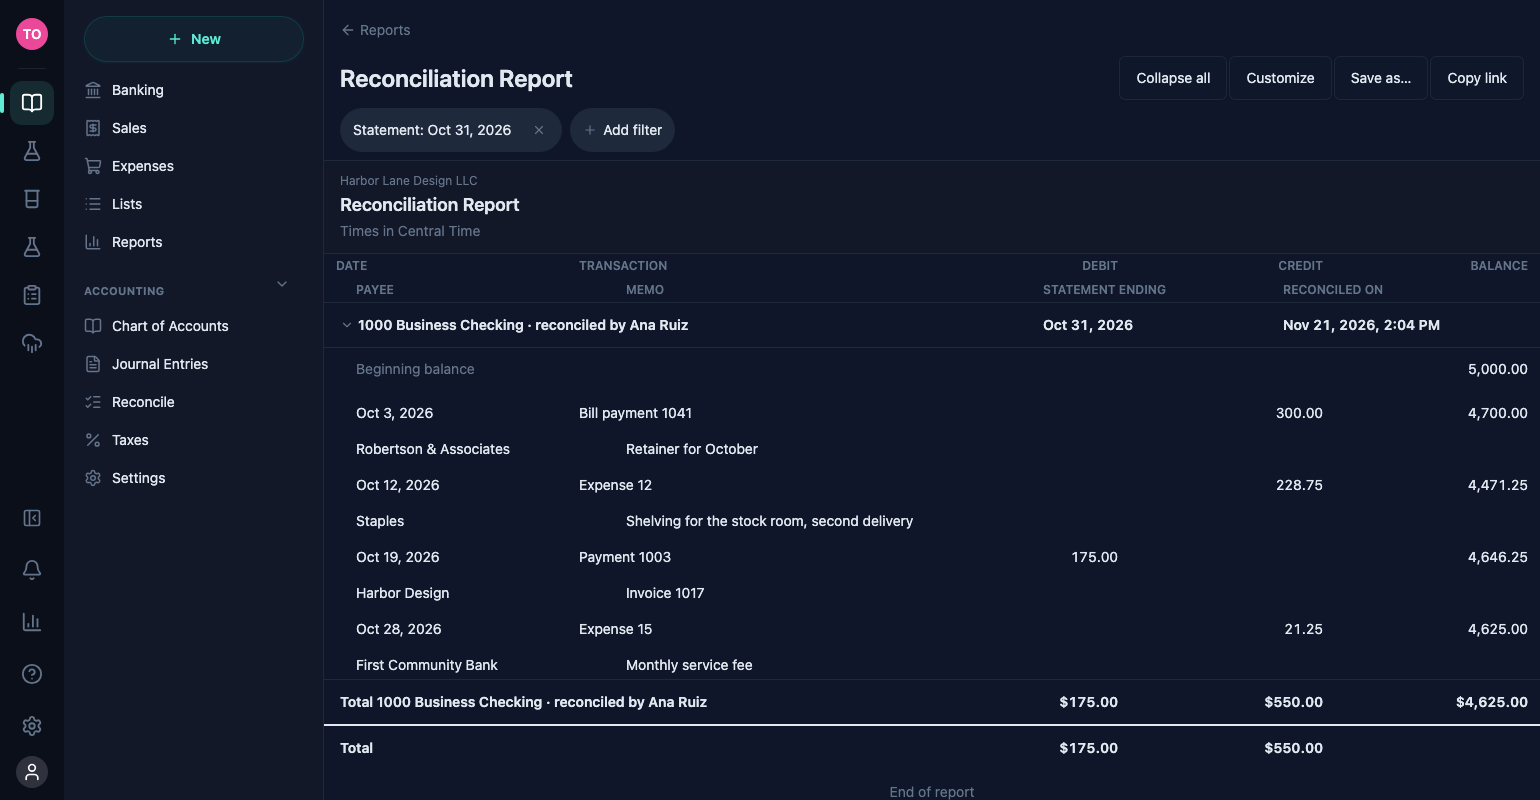 TO
New
Banking
Sales
Expenses
Lists
Reports
ACCOUNTING
Chart of Accounts
Journal Entries
Reconcile
Taxes
Settings
Reports
Reconciliation Report
Collapse all
Customize
Save as...
Copy link
Statement: Oct 31, 2026
Add filter
Harbor Lane Design LLC
Reconciliation Report
Times in Central Time
DATE TRANSACTION DEBIT CREDIT BALANCE
PAYEE MEMO STATEMENT ENDING RECONCILED ON
1000 Business Checking · reconciled by Ana Ruiz Oct 31, 2026 Nov 21, 2026, 2:04 PM
Beginning balance 5,000.00
Oct 3, 2026 Bill payment 1041 300.00 4,700.00
Robertson & Associates Retainer for October
Oct 12, 2026 Expense 12 228.75 4,471.25
Staples Shelving for the stock room, second delivery
Oct 19, 2026 Payment 1003 175.00 4,646.25
Harbor Design Invoice 1017
Oct 28, 2026 Expense 15 21.25 4,625.00
First Community Bank Monthly service fee
Total 1000 Business Checking · reconciled by Ana Ruiz $175.00 $550.00 $4,625.00
Total $175.00 $550.00
End of report